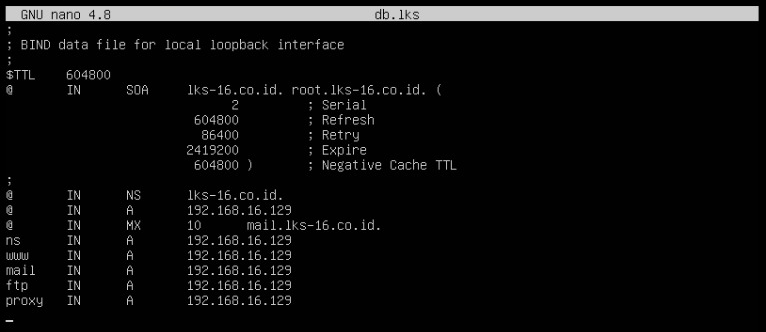 GNU nano 4.8 db.lks
;
; BIND data file for local loopback interface
;
$TTL 604800
@ IN SOA lks-16.co.id. root.lks-16.co.id. (
2 ; Serial
604800 ; Refresh
86400 ; Retry
2419200 ; Expire
604800 ) ; Negative Cache TTL
;
@ IN NS lks-16.co.id.
@ IN A 192.168.16.129
@ IN MX 10 mail.lks-16.co.id.
ns IN A 192.168.16.129
www IN A 192.168.16.129
mail IN A 192.168.16.129
ftp IN A 192.168.16.129
proxy IN A 192.168.16.129